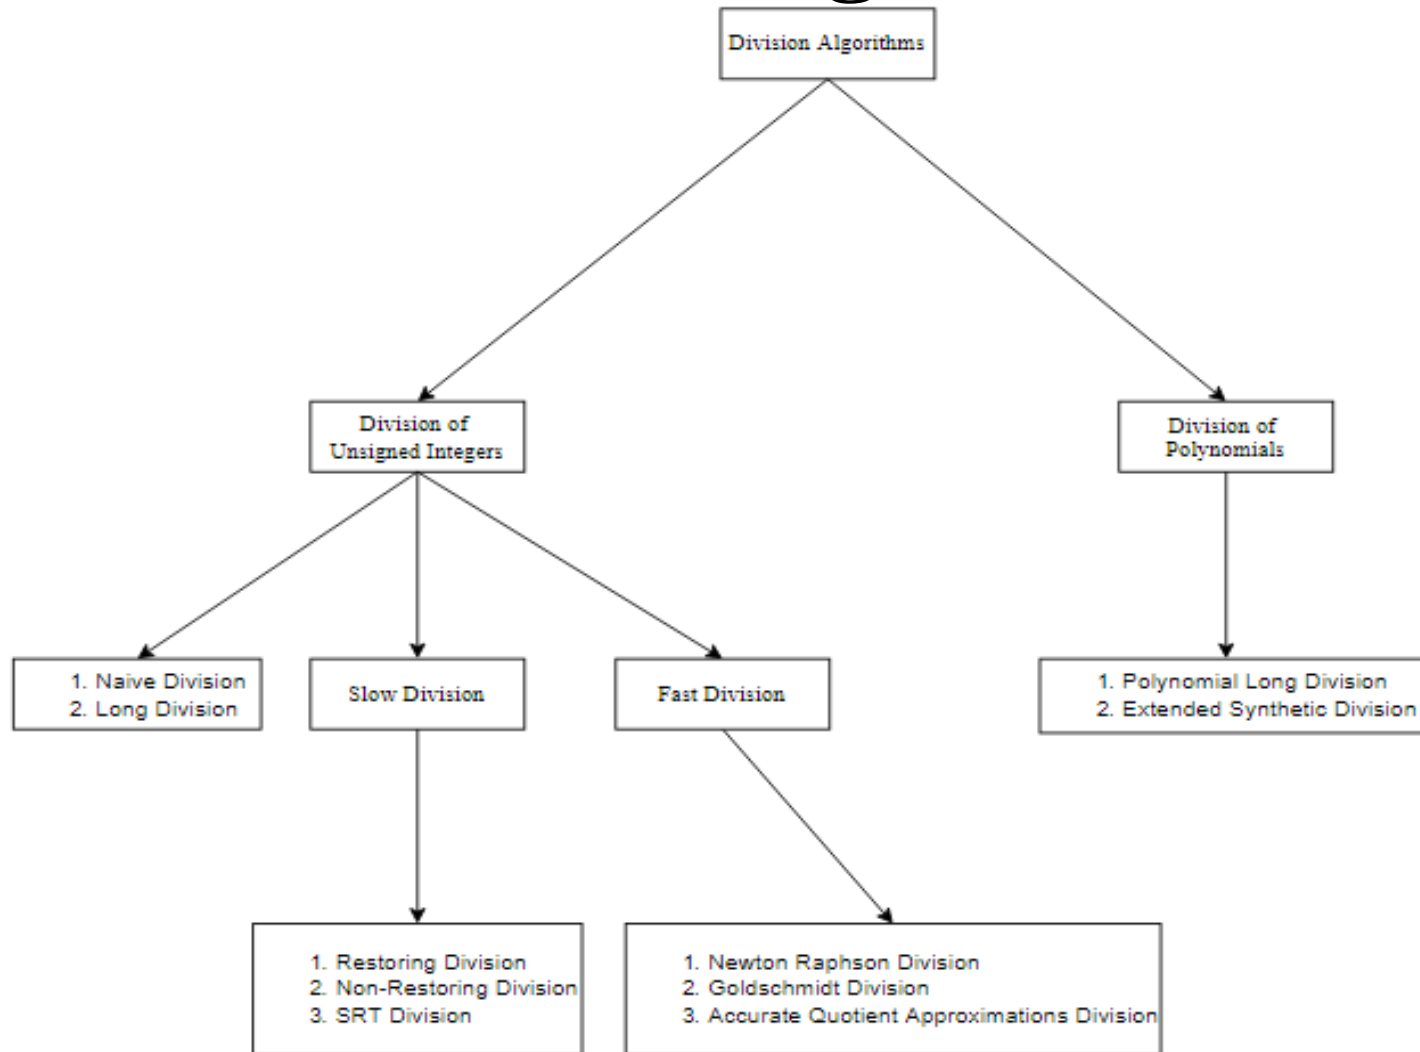 Division Algorithms
Division of
Unsigned Integers
Division of
Polynomials
1. Naive Division
2. Long Division
Slow Division
Fast Division
1. Polynomial Long Division
2. Extended Synthetic Division
1. Restoring Division
2. Non-Restoring Division
3. SRT Division
1. Newton Raphson Division
2. Goldschmidt Division
3. Accurate Quotient Approximations Division